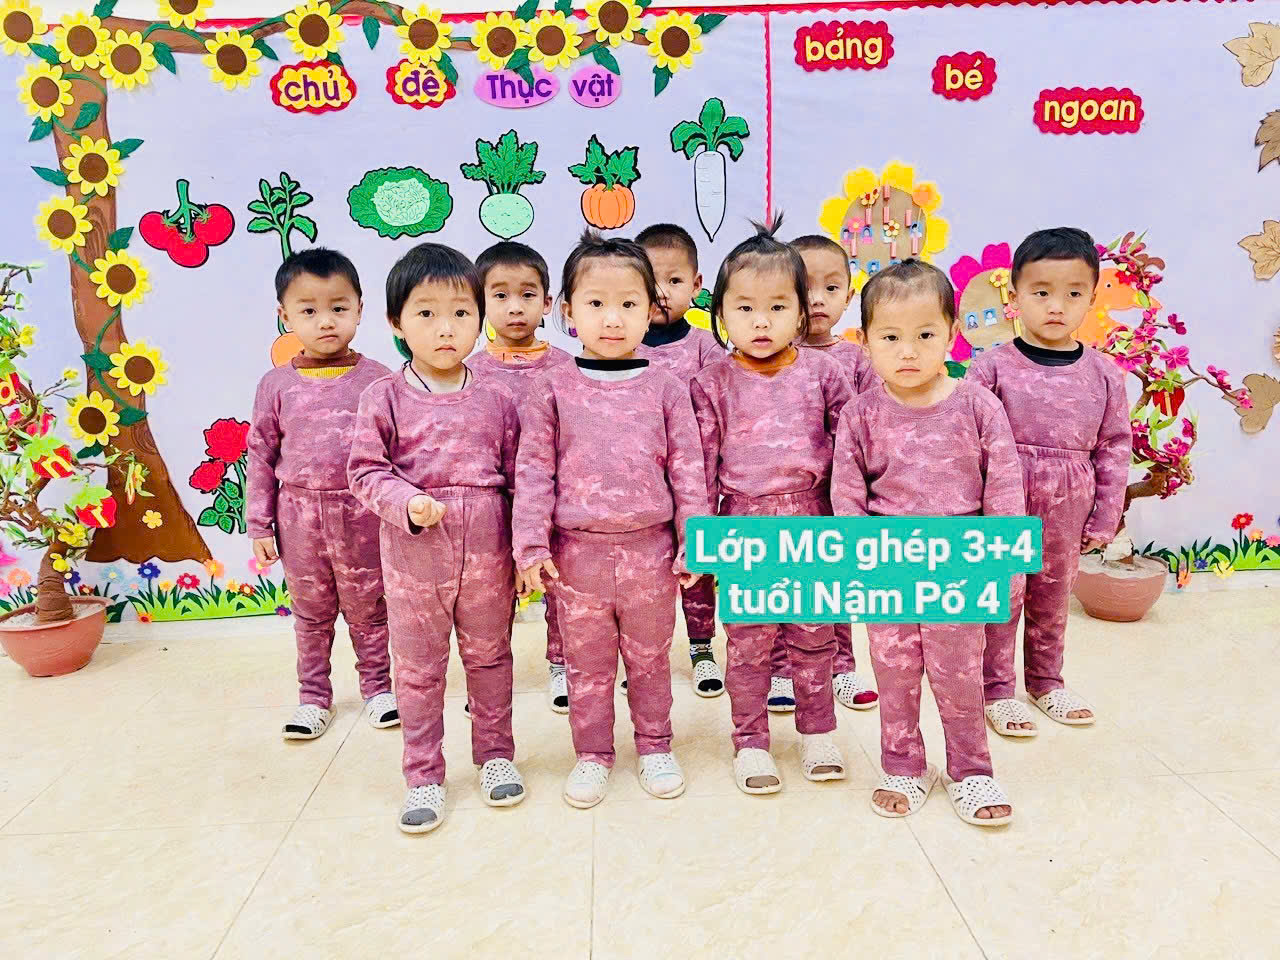 chủ đề Thực vật
bảng bé ngoan
Lớp MG ghép 3+4
tuổi Nậm Pố 4